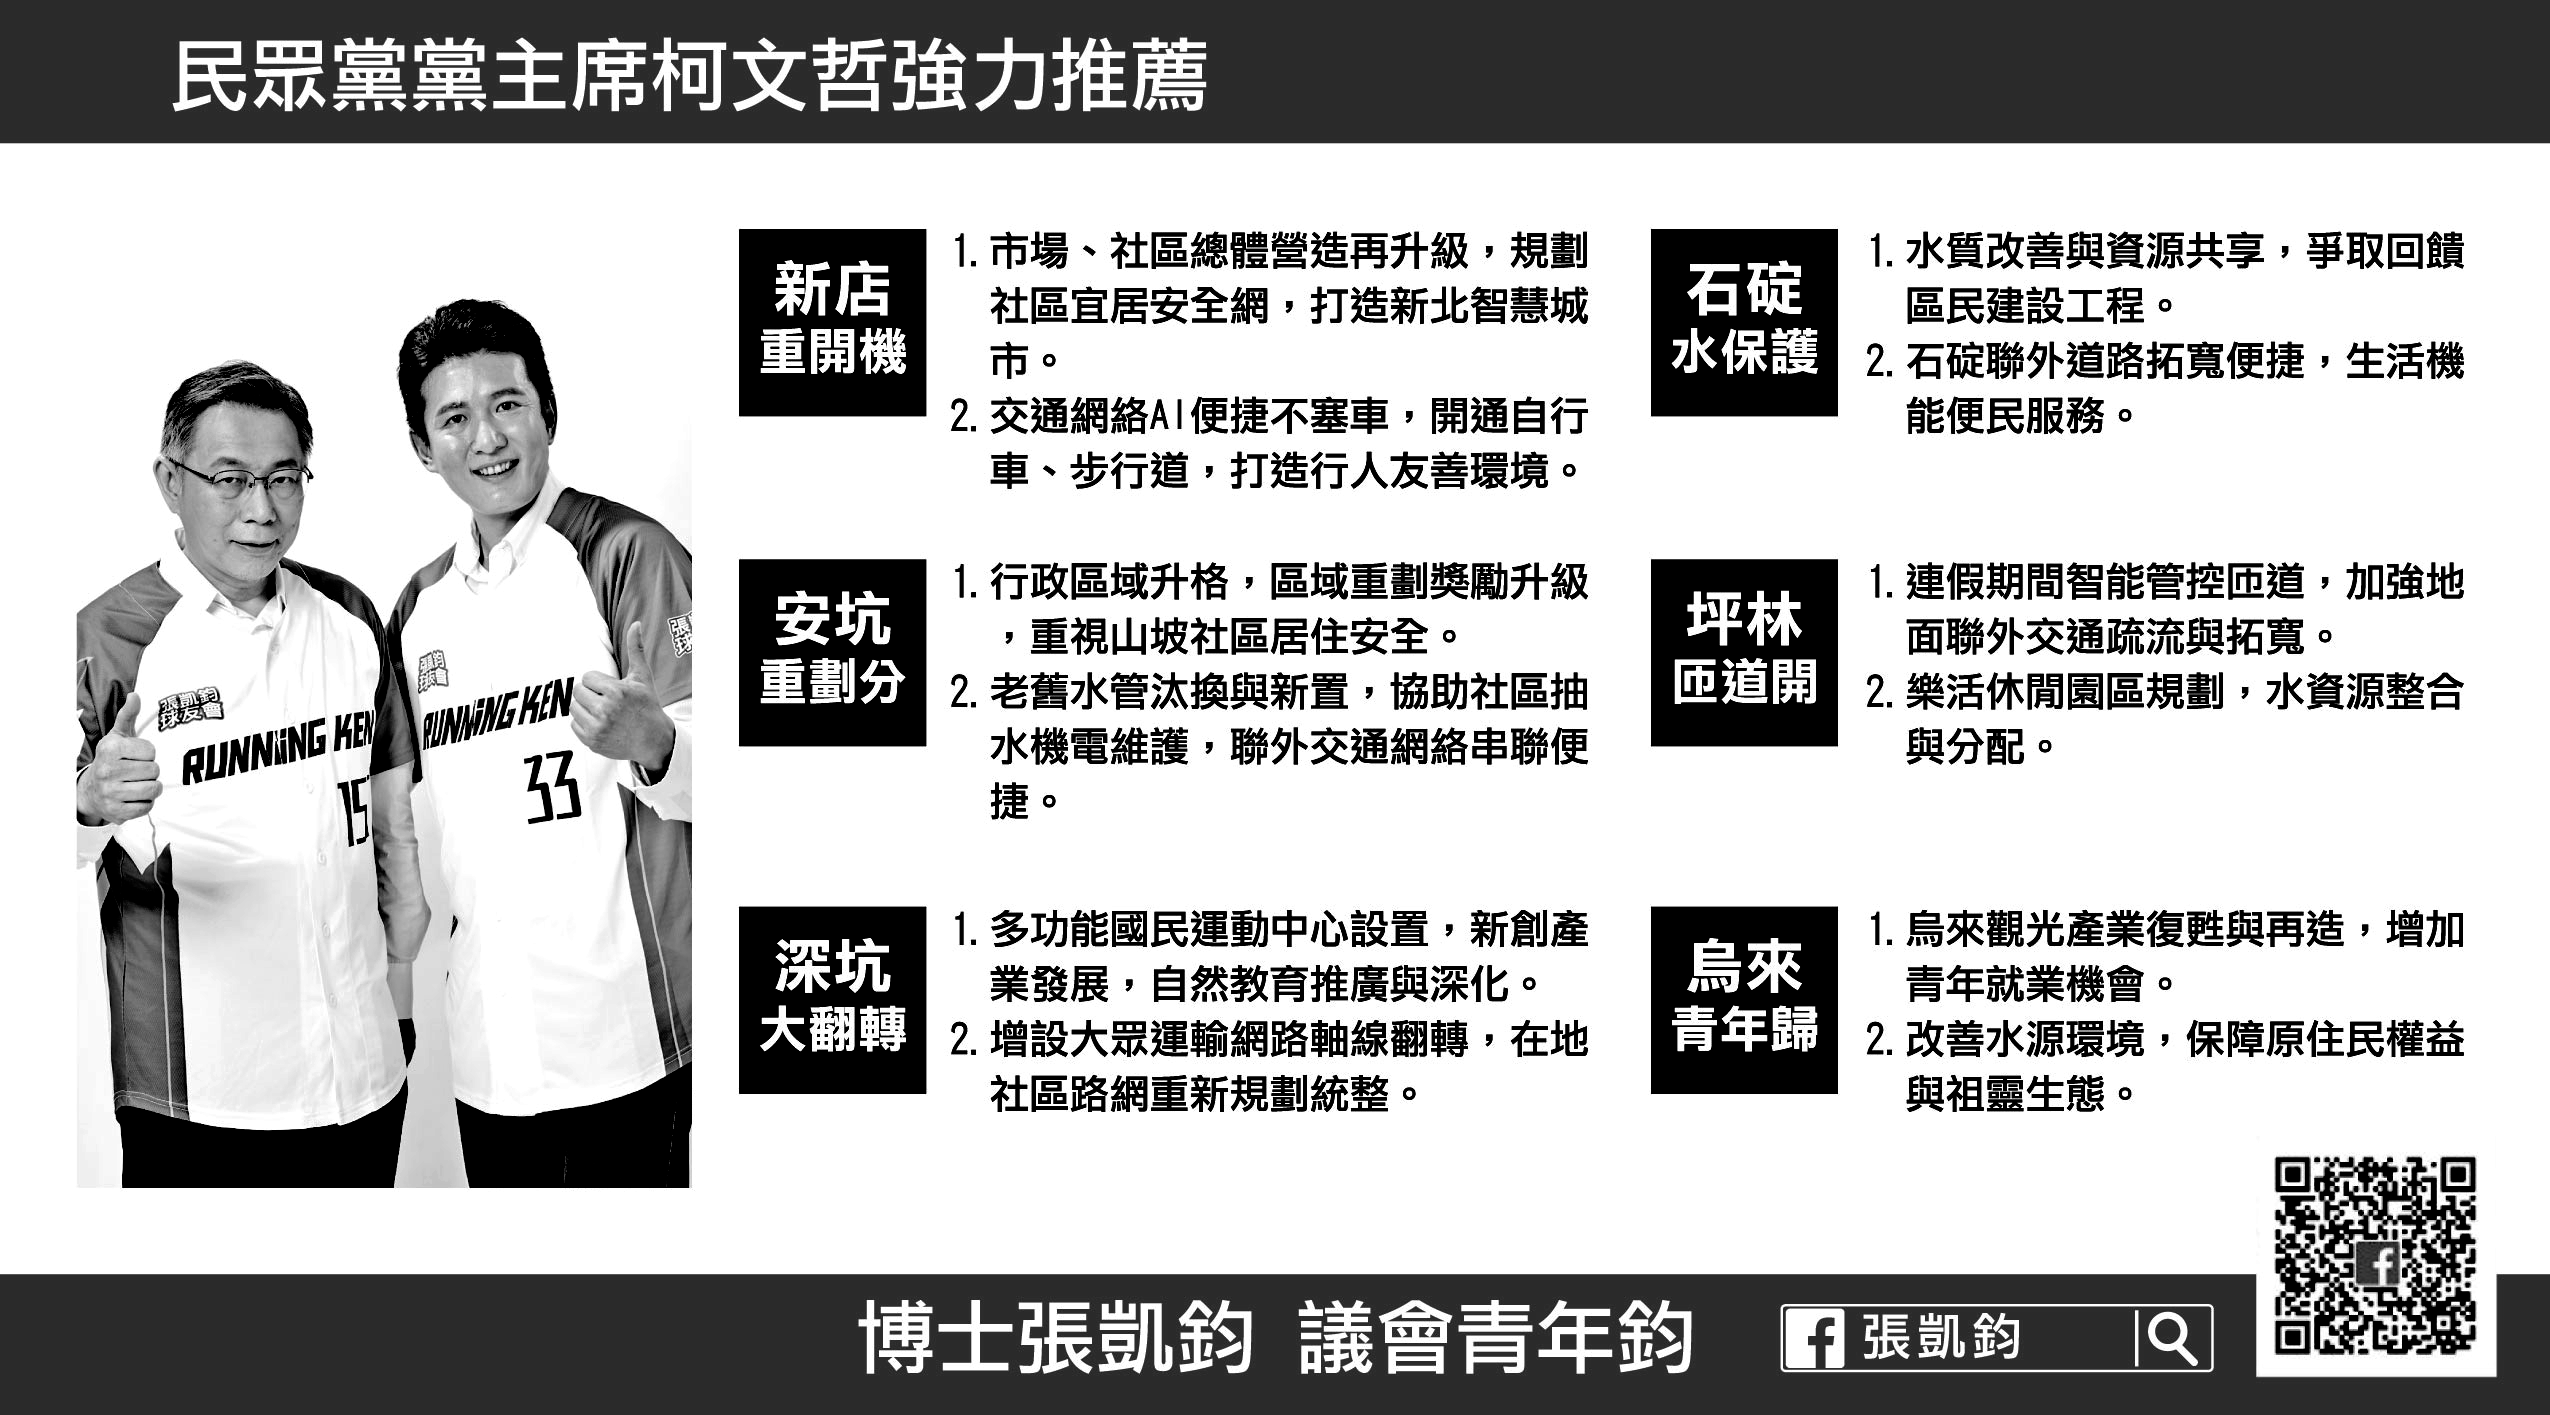 民眾黨黨主席柯文哲強力推薦
張凱鈞
球友會
RUNNING KEN
15
張凱鈞
球友會
RUNNING KEN
33
新店
重開機
1. 市場、社區總體營造再升級，規劃
社區宜居安全網，打造新北智慧城
市。
2. 交通網絡AI便捷不塞車，開通自行
車、步行道，打造行人友善環境。
安坑
重劃分
1. 行政區域升格，區域重劃獎勵升級
，重視山坡社區居住安全。
2. 老舊水管汰換與新置，協助社區抽
水機電維護，聯外交通網絡串聯便
捷。
深坑
大翻轉
1. 多功能國民運動中心設置，新創產
業發展，自然教育推廣與深化。
2. 增設大眾運輸網路軸線翻轉，在地
社區路網重新規劃統整。
石碇
水保護
1. 水質改善與資源共享，爭取回饋
區民建設工程。
2. 石碇聯外道路拓寬便捷，生活機
能便民服務。
坪林
匝道開
1. 連假期間智能管控匝道，加強地
面聯外交通疏流與拓寬。
2. 樂活休閒園區規劃，水資源整合
與分配。
烏來
青年歸
1. 烏來觀光產業復甦與再造，增加
青年就業機會。
2. 改善水源環境，保障原住民權益
與祖靈生態。
博士張凱鈞 議會青年鈞
f 張凱鈞